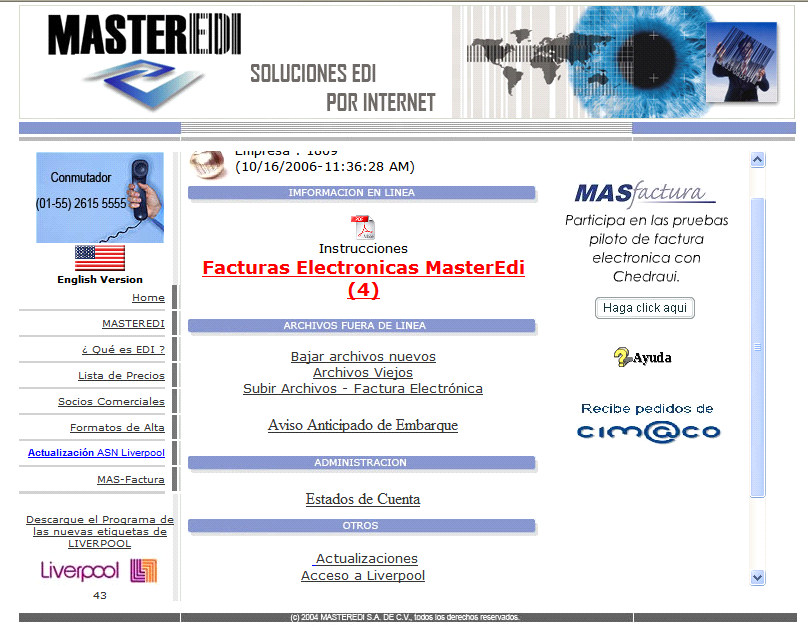 MASTEREDI
SOLUCIONES EDI
POR INTERNET
Conmutador
(01-55) 2615 5555
English Version
Home
MASTEREDI
¿ Qué es EDI ?
Lista de Precios
Socios Comerciales
Formatos de Alta
Actualización ASN Liverpool
MAS-Factura
Descargue el Programa de
las nuevas etiquetas de
LIVERPOOL
Liverpool
43
Empresa : 1869
(10/16/2006-11:36:28 AM)
IMFORMACION EN LINEA
PDF
Instrucciones
Facturas Electronicas MasterEdi
(4)
ARCHIVOS FUERA DE LINEA
Bajar archivos nuevos
Archivos Viejos
Subir Archivos - Factura Electrónica
Aviso Anticipado de Embarque
ADMINISTRACION
Estados de Cuenta
OTROS
Actualizaciones
Acceso a Liverpool
MASfactura
Participa en las pruebas
piloto de factura
electronica con
Chedraui.
Haga click aqui
Ayuda
Recibe pedidos de
cim@co
(c) 2004 MASTEREDI S.A. DE C.V., todos los derechos reservados.